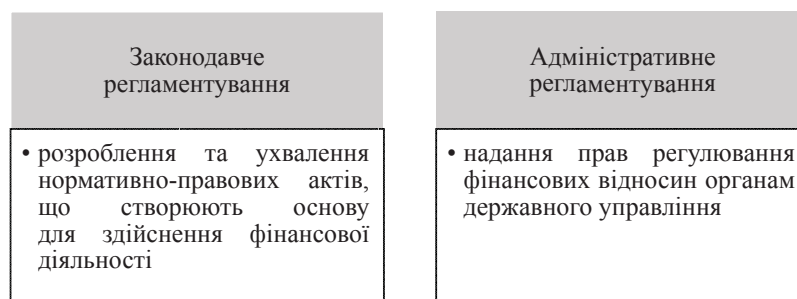 Законодавче
регламентування
• розроблення та ухвалення
нормативно-правових актів,
що створюють основу
для здійснення фінансової
діяльності
Адміністративне
регламентування
• надання прав регулювання
фінансових відносин органам
державного управління